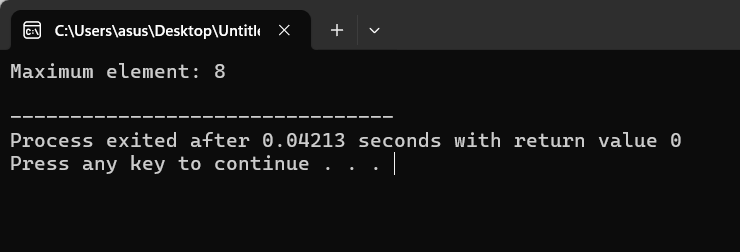 C:\Users\asus\Desktop\Untitle
Maximum element: 8
--------------------------------
Process exited after 0.04213 seconds with return value 0
Press any key to continue . . .